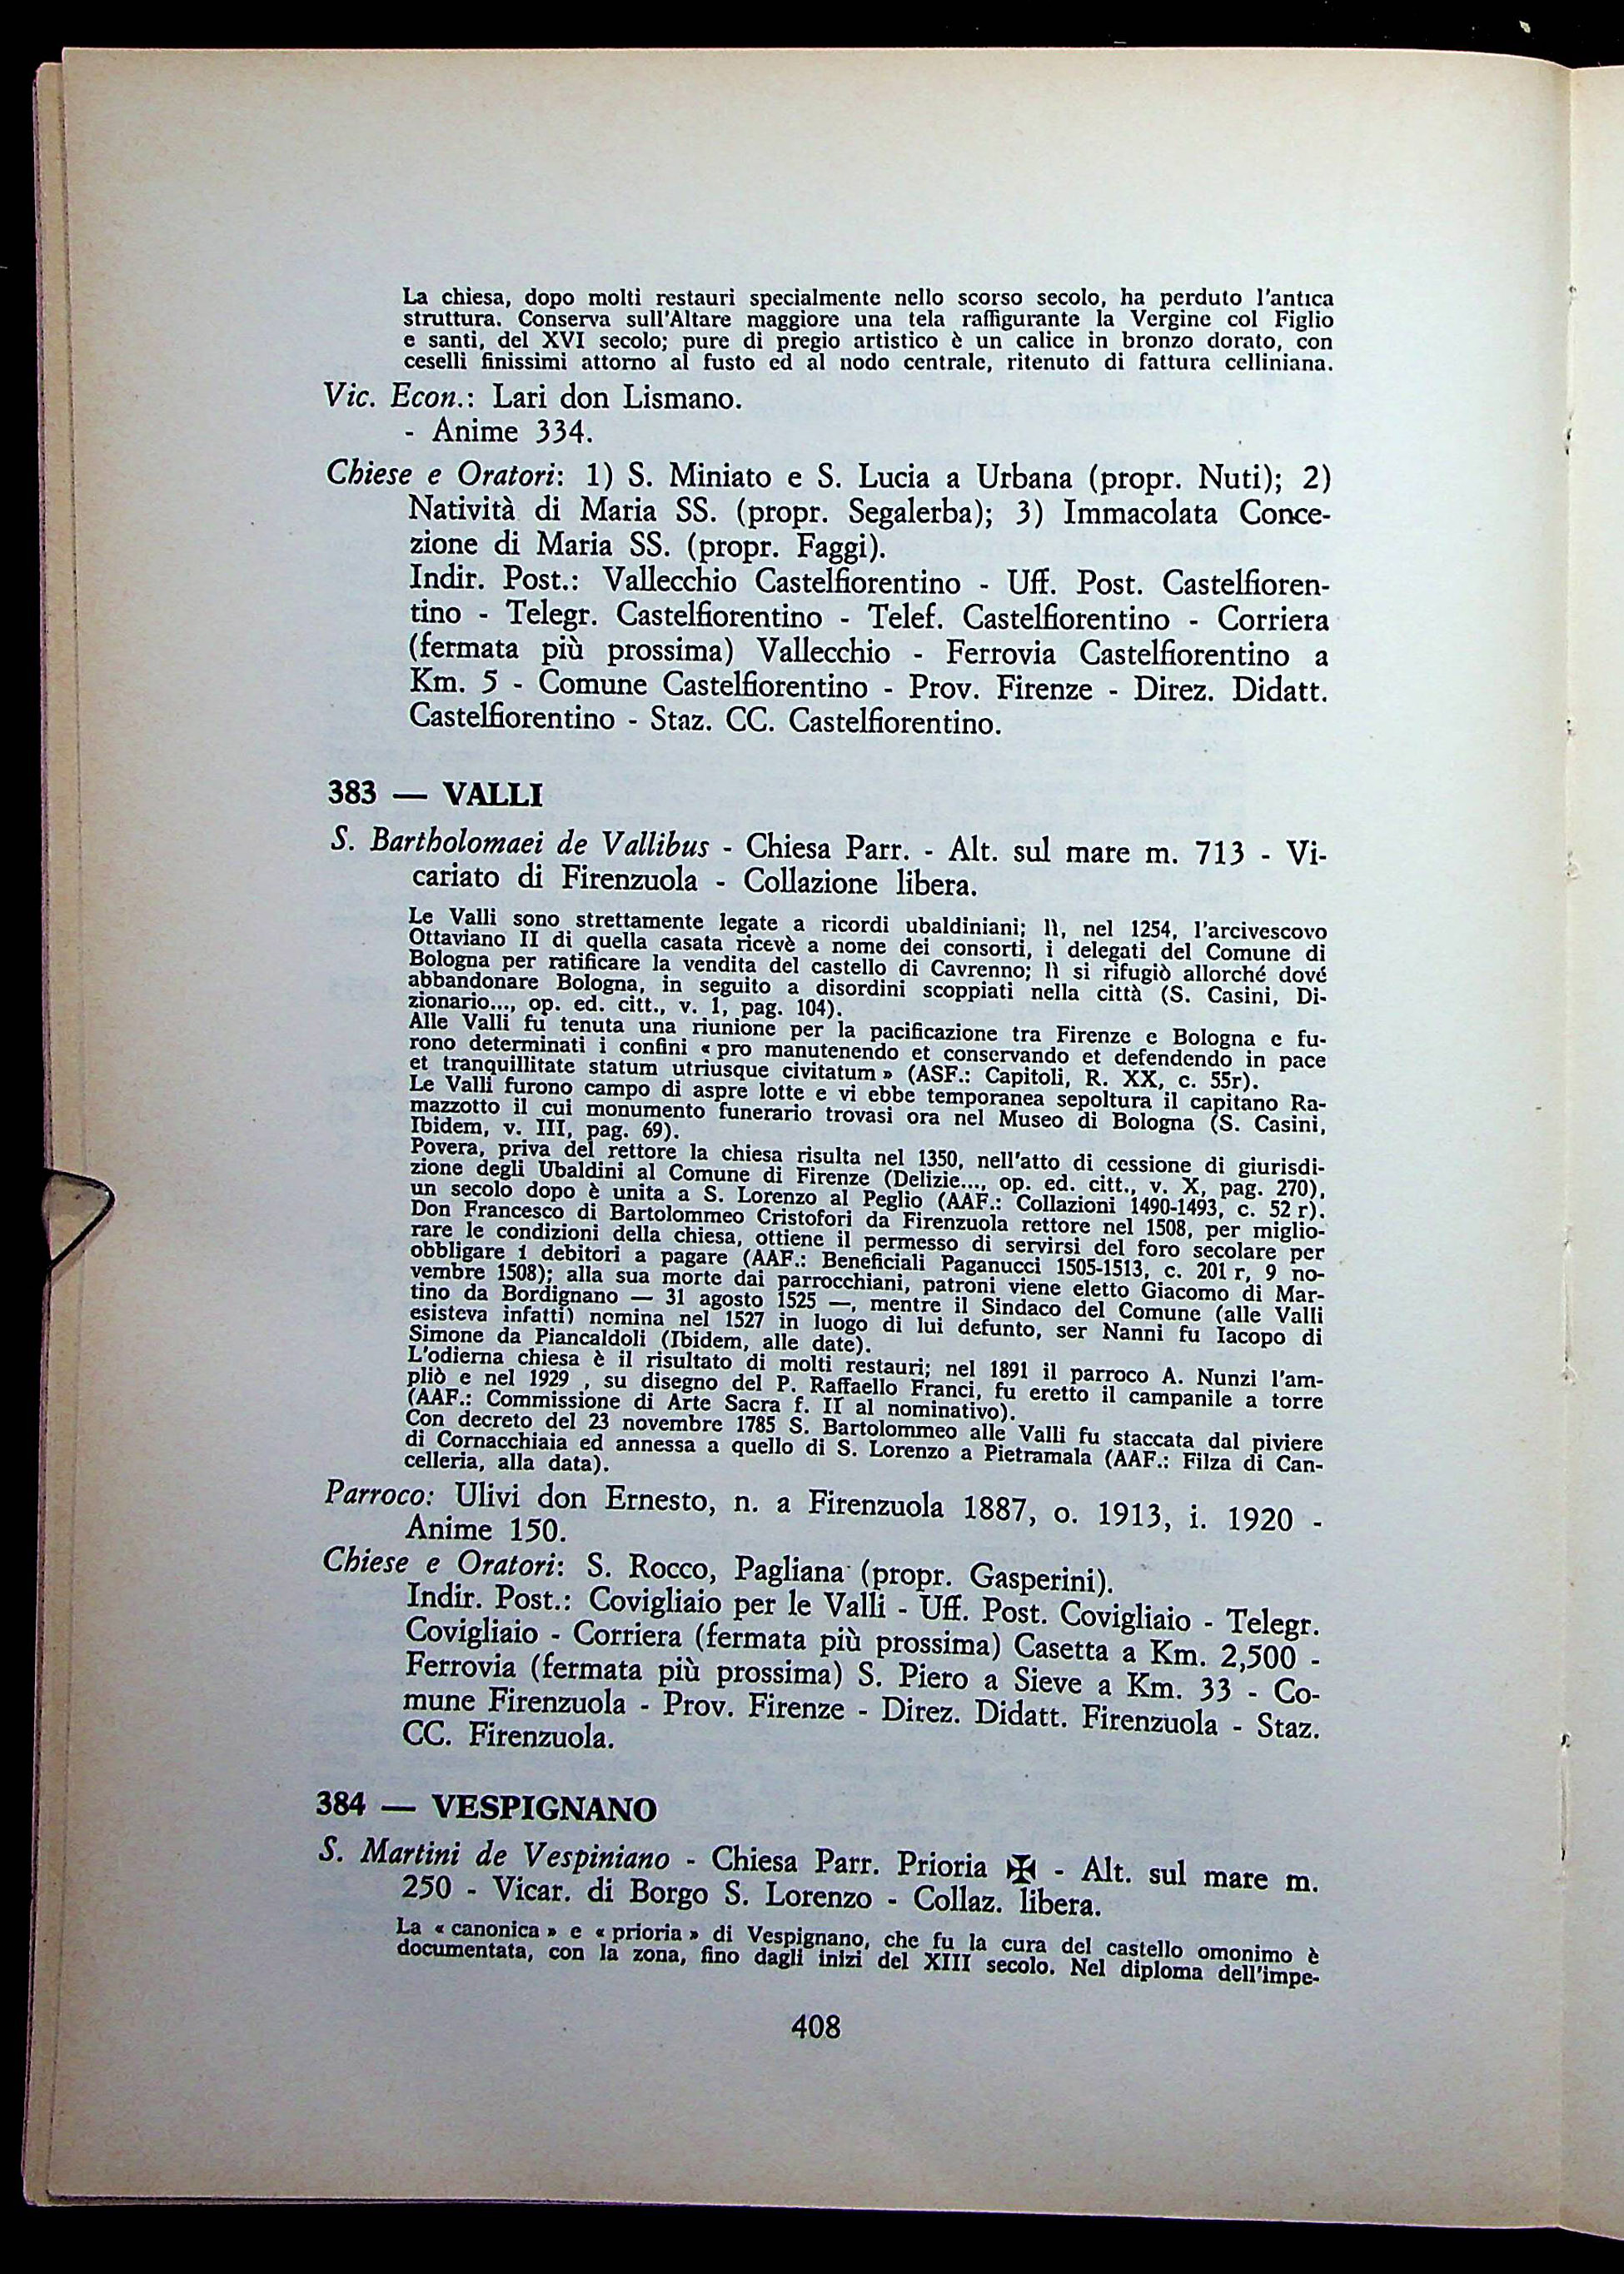 La chiesa, dopo molti restauri specialmente nello scorso secolo, ha perduto l'antica
struttura. Conserva sull'Altare maggiore una tela raffigurante la Vergine col Figlio
e santi, del XVI secolo; pure di pregio artistico è un calice in bronzo dorato, con
ceselli finissimi attorno al fusto ed al nodo centrale, ritenuto di fattura celliniana.
Vic. Econ.: Lari don Lismano.
- Anime 334.
Chiese e Oratori: 1) S. Miniato e S. Lucia a Urbana (propr. Nuti); 2)
Natività di Maria SS. (propr. Segalerba); 3) Immacolata Conce-
zione di Maria SS. (propr. Faggi).
Indir. Post.: Vallecchio Castelfiorentino - Uff. Post. Castelfioren-
tino - Telegr. Castelfiorentino - Telef. Castelfiorentino - Corriera
(fermata più prossima) Vallecchio - Ferrovia Castelfiorentino a
Km. 5 - Comune Castelfiorentino - Prov. Firenze - Direz. Didatt.
Castelfiorentino - Staz. CC. Castelfiorentino.
383 — VALLI
S. Bartholomaei de Vallibus - Chiesa Parr. - Alt. sul mare m. 713 - Vi-
cariato di Firenzuola - Collazione libera.
Le Valli sono strettamente legate a ricordi ubaldiniani; lì, nel 1254, l'arcivescovo
Ottaviano II di quella casata ricevè a nome dei consorti, i delegati del Comune di
Bologna per ratificare la vendita del castello di Cavrenno; lì si rifugiò allorché dové
abbandonare Bologna, in seguito a disordini scoppiati nella città (S. Casini, Di-
zionario..., op. ed. citt., v. 1, pag. 104).
Alle Valli fu tenuta una riunione per la pacificazione tra Firenze e Bologna e fu-
rono determinati i confini « pro manutenendo et conservando et defendendo in pace
et tranquillitate statum utriusque civitatum » (ASF.: Capitoli, R. XX, c. 55r).
Le Valli furono campo di aspre lotte e vi ebbe temporanea sepoltura il capitano Ra-
mazzotto il cui monumento funerario trovasi ora nel Museo di Bologna (S. Casini,
Ibidem, v. III, pag. 69).
Povera, priva del rettore la chiesa risulta nel 1350, nell'atto di cessione di giurisdi-
zione degli Ubaldini al Comune di Firenze (Delizie..., op. ed. citt., v. X, pag. 270),
un secolo dopo è unita a S. Lorenzo al Peglio (AAF.: Collazioni 1490-1493, c. 52 r).
Don Francesco di Bartolommeo Cristofori da Firenzuola rettore nel 1508, per miglio-
rare le condizioni della chiesa, ottiene il permesso di servirsi del foro secolare per
obbligare i debitori a pagare (AAF.: Beneficiali Paganucci 1505-1513, c. 201 r, 9 no-
vembre 1508); alla sua morte dai parrocchiani, patroni viene eletto Giacomo di Mar-
tino da Bordignano — 31 agosto 1525 —, mentre il Sindaco del Comune (alle Valli
esisteva infatti) nomina nel 1527 in luogo di lui defunto, ser Nanni fu Iacopo di
Simone da Piancaldoli (Ibidem, alle date).
L'odierna chiesa è il risultato di molti restauri; nel 1891 il parroco A. Nunzi l'am-
pliò e nel 1929 , su disegno del P. Raffaello Franci, fu eretto il campanile a torre
(AAF.: Commissione di Arte Sacra f. II al nominativo).
Con decreto del 23 novembre 1785 S. Bartolommeo alle Valli fu staccata dal piviere
di Cornacchiaia ed annessa a quello di S. Lorenzo a Pietramala (AAF.: Filza di Can-
celleria, alla data).
Parroco: Ulivi don Ernesto, n. a Firenzuola 1887, o. 1913, i. 1920 -
Anime 150.
Chiese e Oratori: S. Rocco, Pagliana (propr. Gasperini).
Indir. Post.: Covigliaio per le Valli - Uff. Post. Covigliaio - Telegr.
Covigliaio - Corriera (fermata più prossima) Casetta a Km. 2,500 -
Ferrovia (fermata più prossima) S. Piero a Sieve a Km. 33 - Co-
mune Firenzuola - Prov. Firenze - Direz. Didatt. Firenzuola - Staz.
CC. Firenzuola.
384 — VESPIGNANO
S. Martini de Vespiniano - Chiesa Parr. Prioria ✠ - Alt. sul mare m.
250 - Vicar. di Borgo S. Lorenzo - Collaz. libera.
La « canonica » e « prioria » di Vespignano, che fu la cura del castello omonimo è
documentata, con la zona, fino dagli inizi del XIII secolo. Nel diploma dell'impe-
408